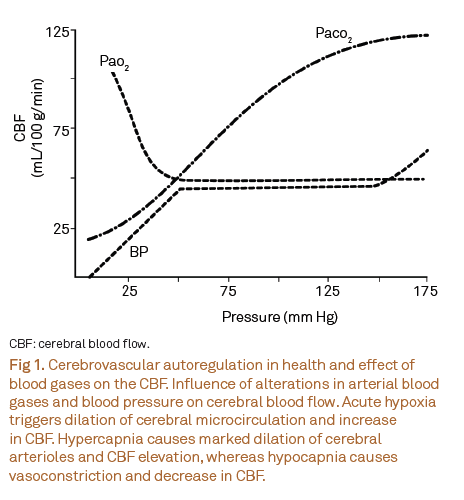 125
Pao2
Paco2
CBF
(mL/100 g/min)
75
25
BP
25 75 125 175
Pressure (mm Hg)
CBF: cerebral blood flow.
Fig 1. Cerebrovascular autoregulation in health and effect of
blood gases on the CBF. Influence of alterations in arterial blood
gases and blood pressure on cerebral blood flow. Acute hypoxia
triggers dilation of cerebral microcirculation and increase
in CBF. Hypercapnia causes marked dilation of cerebral
arterioles and CBF elevation, whereas hypocapnia causes
vasoconstriction and decrease in CBF.